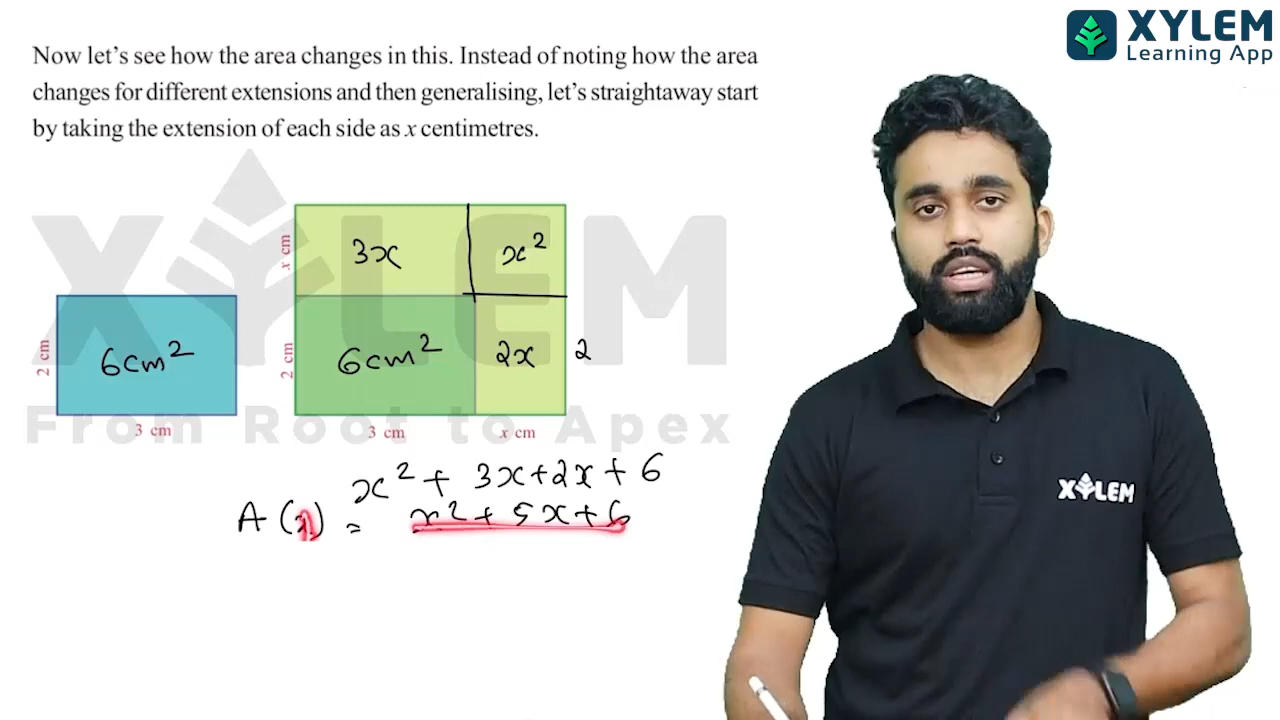 XYLEM
Learning App
Now let's see how the area changes in this. Instead of noting how the area
changes for different extensions and then generalising, let's straightaway start
by taking the extension of each side as x centimetres.
XYLEM
From Root to Apex
x cm
3x
x²
2 cm
6cm²
2 cm
6cm²
2x
2
3 cm
3 cm
x cm
x² + 3x+2x + 6
A (x) = x² + 5x+6
XYLEM